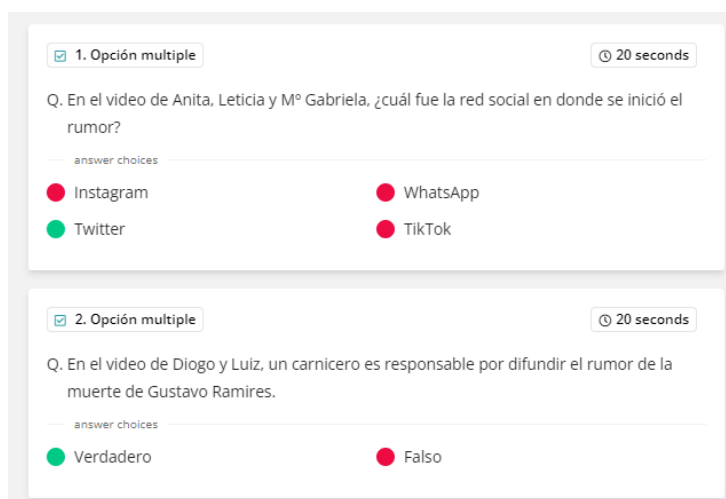 1. Opción multiple
20 seconds
Q. En el video de Anita, Leticia y Mº Gabriela, ¿cuál fue la red social en donde se inició el
rumor?
answer choices
Instagram
WhatsApp
Twitter
TikTok
2. Opción multiple
20 seconds
Q. En el video de Diogo y Luiz, un carnicero es responsable por difundir el rumor de la
muerte de Gustavo Ramires.
answer choices
Verdadero
Falso